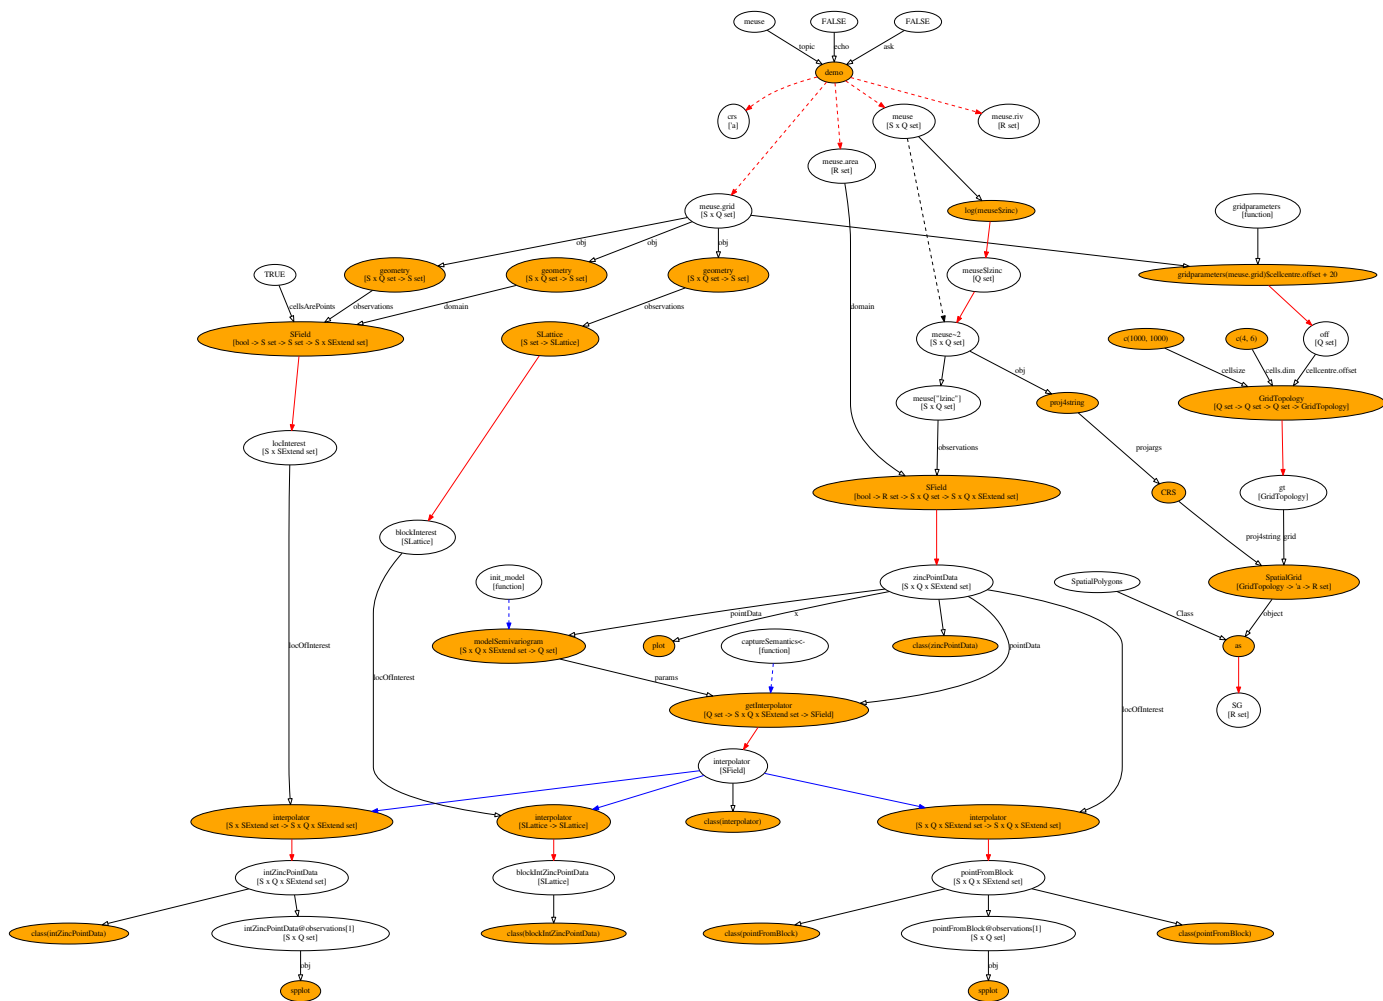 meuse
FALSE
FALSE
topic
echo
ask
demo
crs
['a]
meuse
[S x Q set]
meuse.riv
[R set]
meuse.area
[R set]
meuse.grid
[S x Q set]
log(meuse$zinc)
gridparameters
[function]
obj
obj
obj
TRUE
geometry
[S x Q set -> S set]
geometry
[S x Q set -> S set]
geometry
[S x Q set -> S set]
meuse$lzinc
[Q set]
gridparameters(meuse.grid)$cellcentre.offset + 20
cellsArePoints
observations
domain
observations
domain
SField
[bool -> S set -> S set -> S x SExtend set]
SLattice
[S set -> SLattice]
meuse~2
[S x Q set]
c(1000, 1000)
c(4, 6)
off
[Q set]
obj
cellsize
cells.dim
cellcentre.offset
meuse["lzinc"]
[S x Q set]
proj4string
GridTopology
[Q set -> Q set -> Q set -> GridTopology]
locInterest
[S x SExtend set]
observations
projargs
SField
[bool -> R set -> S x Q set -> S x Q x SExtend set]
CRS
gt
[GridTopology]
blockInterest
[SLattice]
proj4string
grid
init_model
[function]
zincPointData
[S x Q x SExtend set]
SpatialPolygons
SpatialGrid
[GridTopology -> 'a -> R set]
pointData
x
Class
object
locOfInterest
modelSemivariogram
[S x Q x SExtend set -> Q set]
plot
captureSemantics<-
[function]
class(zincPointData)
pointData
as
locOfInterest
params
getInterpolator
[Q set -> S x Q x SExtend set -> SField]
locOfInterest
SG
[R set]
interpolator
[SField]
interpolator
[S x SExtend set -> S x Q x SExtend set]
interpolator
[SLattice -> SLattice]
class(interpolator)
interpolator
[S x Q x SExtend set -> S x Q x SExtend set]
intZincPointData
[S x Q x SExtend set]
blockIntZincPointData
[SLattice]
pointFromBlock
[S x Q x SExtend set]
class(intZincPointData)
intZincPointData@observations[1]
[S x Q set]
class(blockIntZincPointData)
class(pointFromBlock)
pointFromBlock@observations[1]
[S x Q set]
class(pointFromBlock)
obj
obj
spplot
spplot